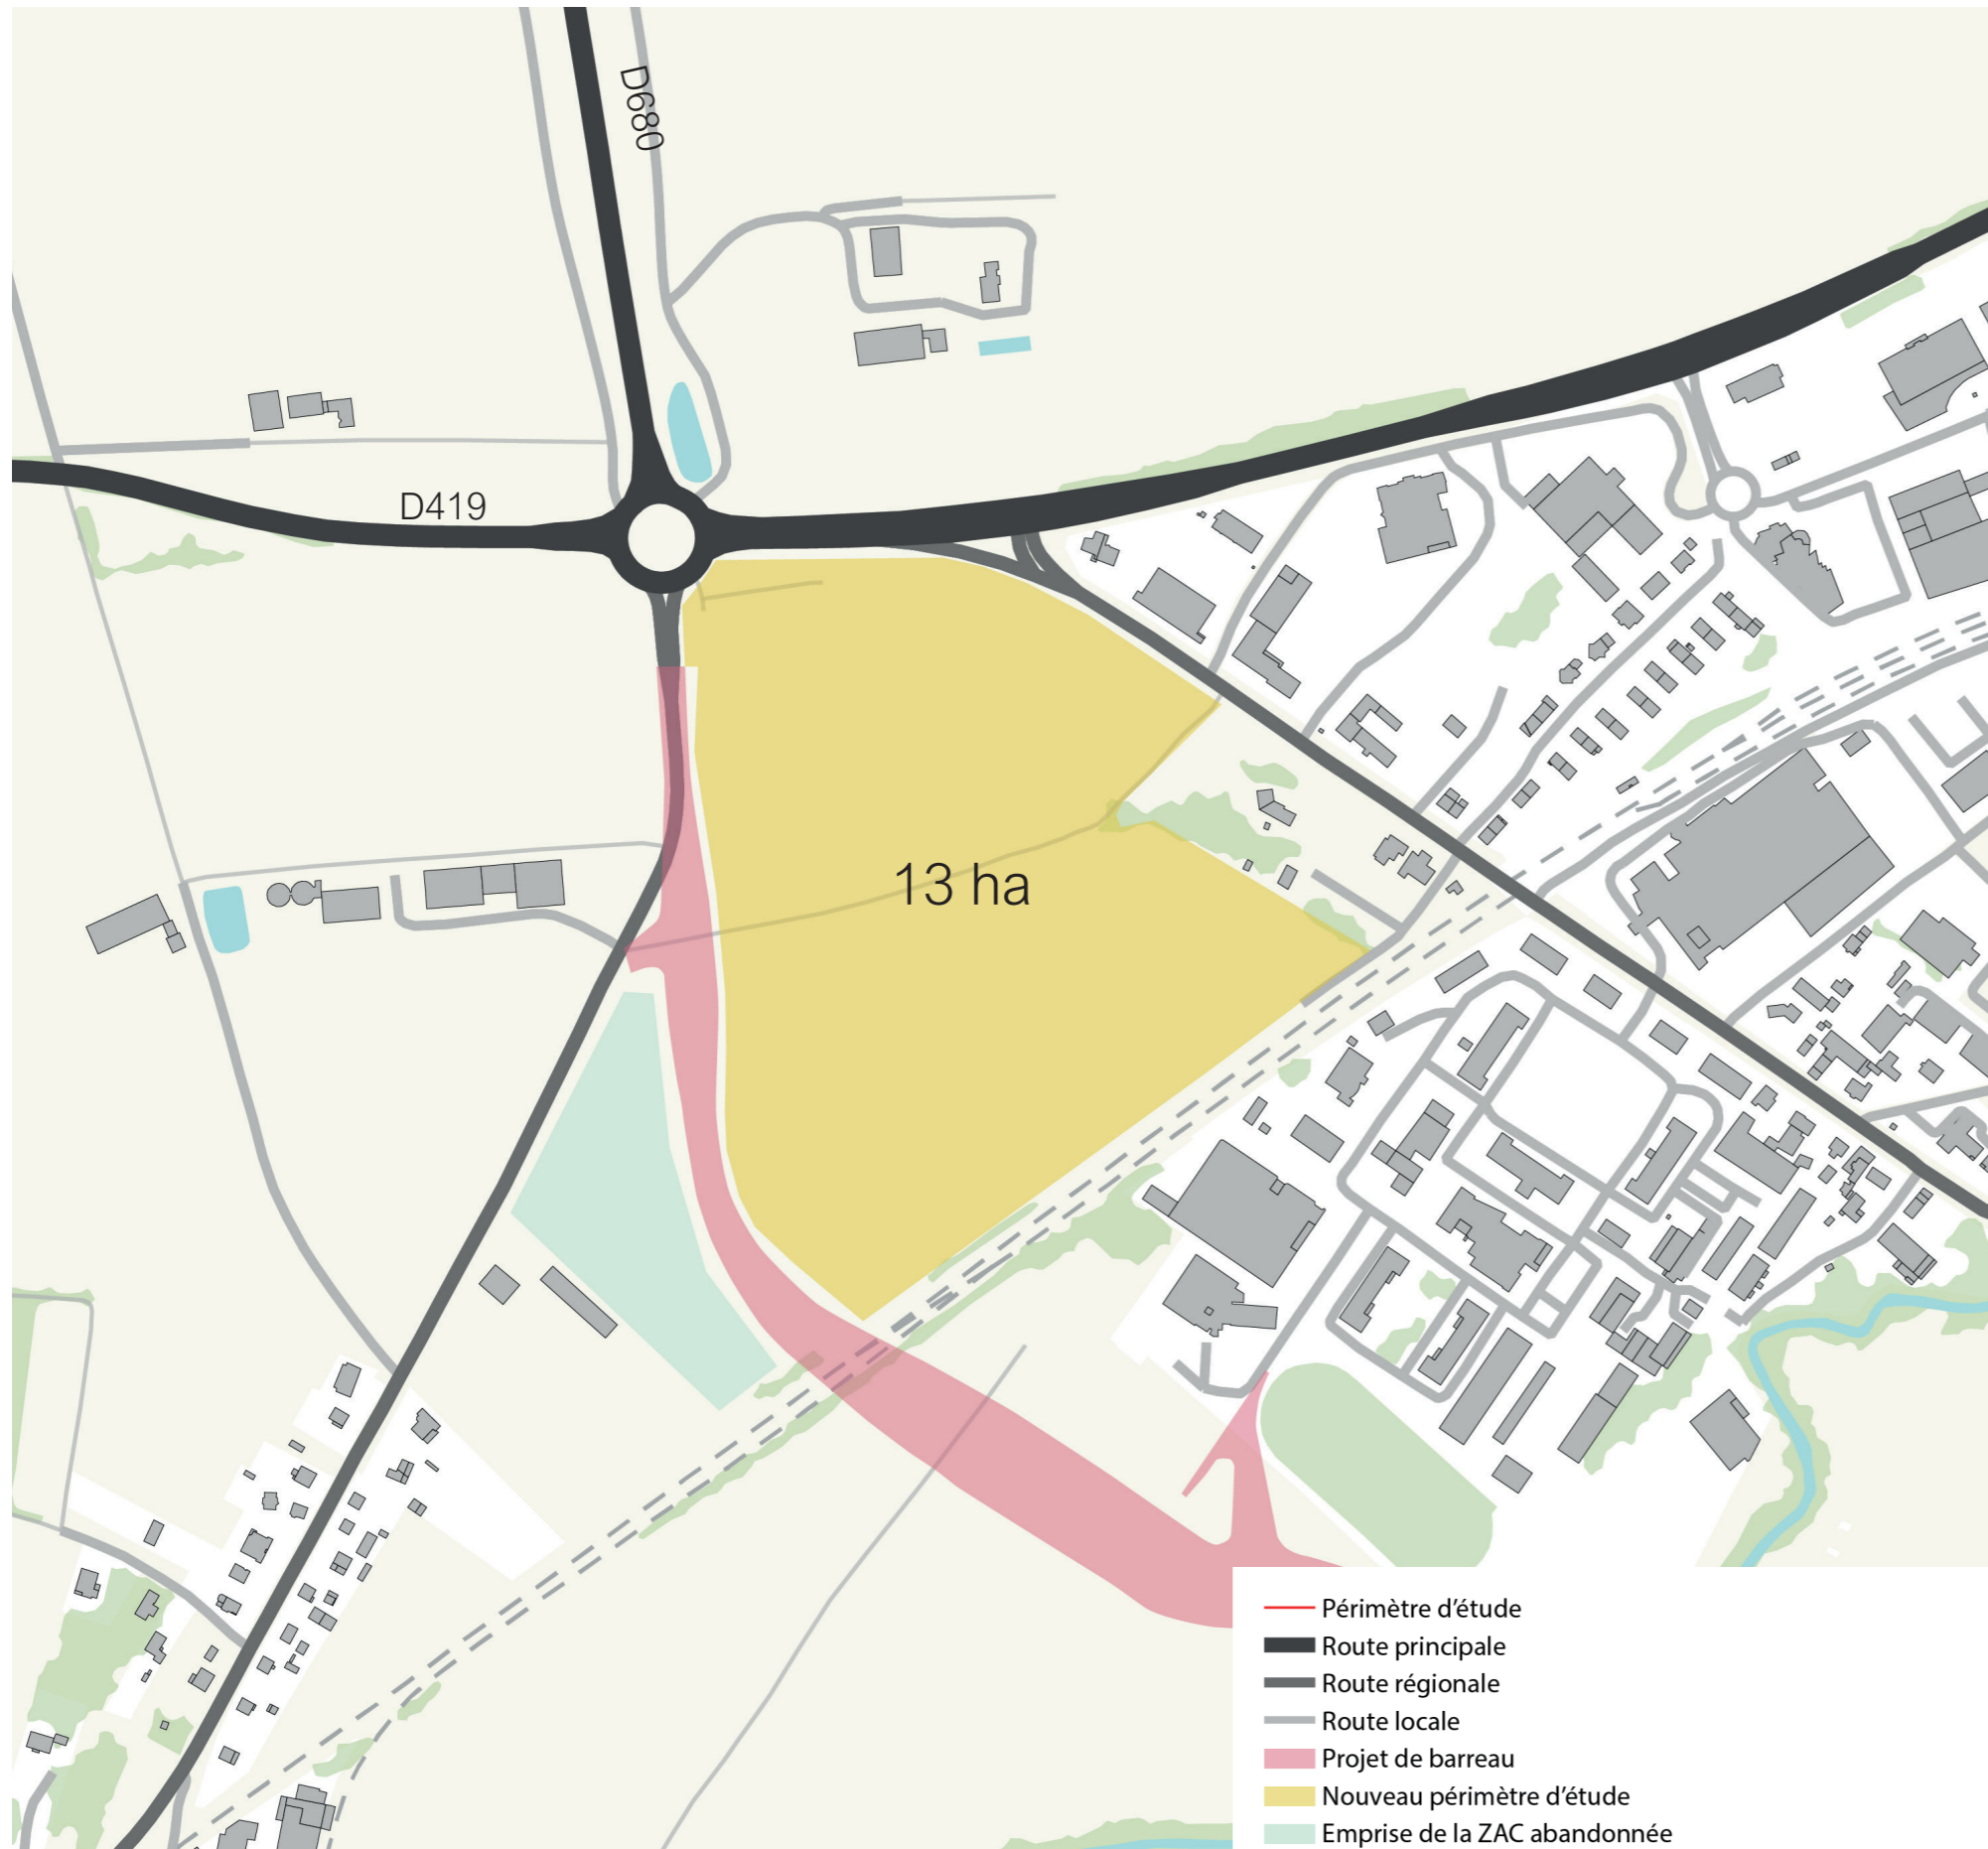 D680
D419
13 ha
Périmètre d'étude
Route principale
Route régionale
Route locale
Projet de barreau
Nouveau périmètre d'étude
Emprise de la ZAC abandonnée